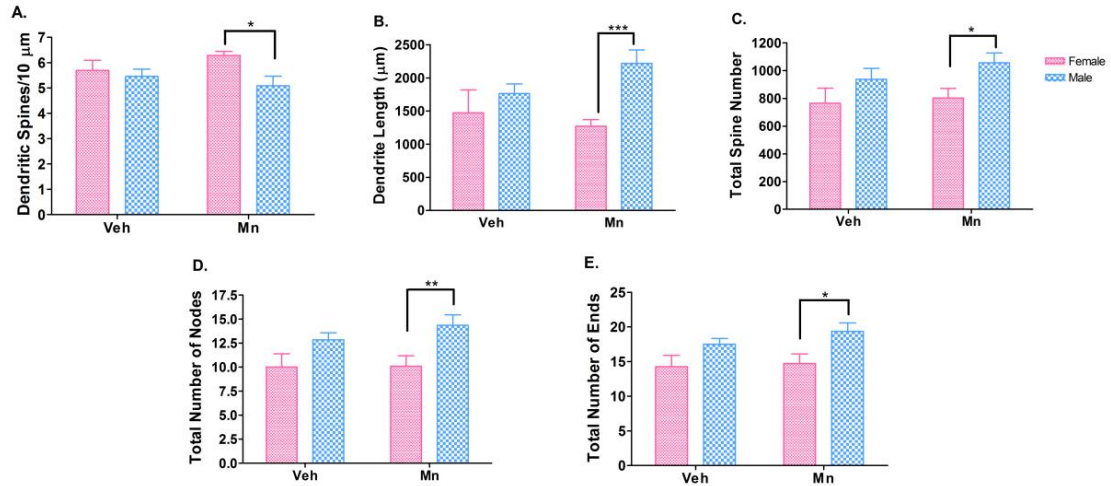 A.
Dendritic Spines/10 μm
7
6
5
4
3
2
1
0
*
Veh Mn
B.
Dendrite Length (μm)
2500
2000
1500
1000
500
0
***
Veh Mn
C.
Total Spine Number
1200
1000
800
600
400
200
0
*
Veh Mn
Female
Male
D.
Total Number of Nodes
17.5
15.0
12.5
10.0
7.5
5.0
2.5
0.0
**
Veh Mn
E.
Total Number of Ends
25
20
15
10
5
0
*
Veh Mn